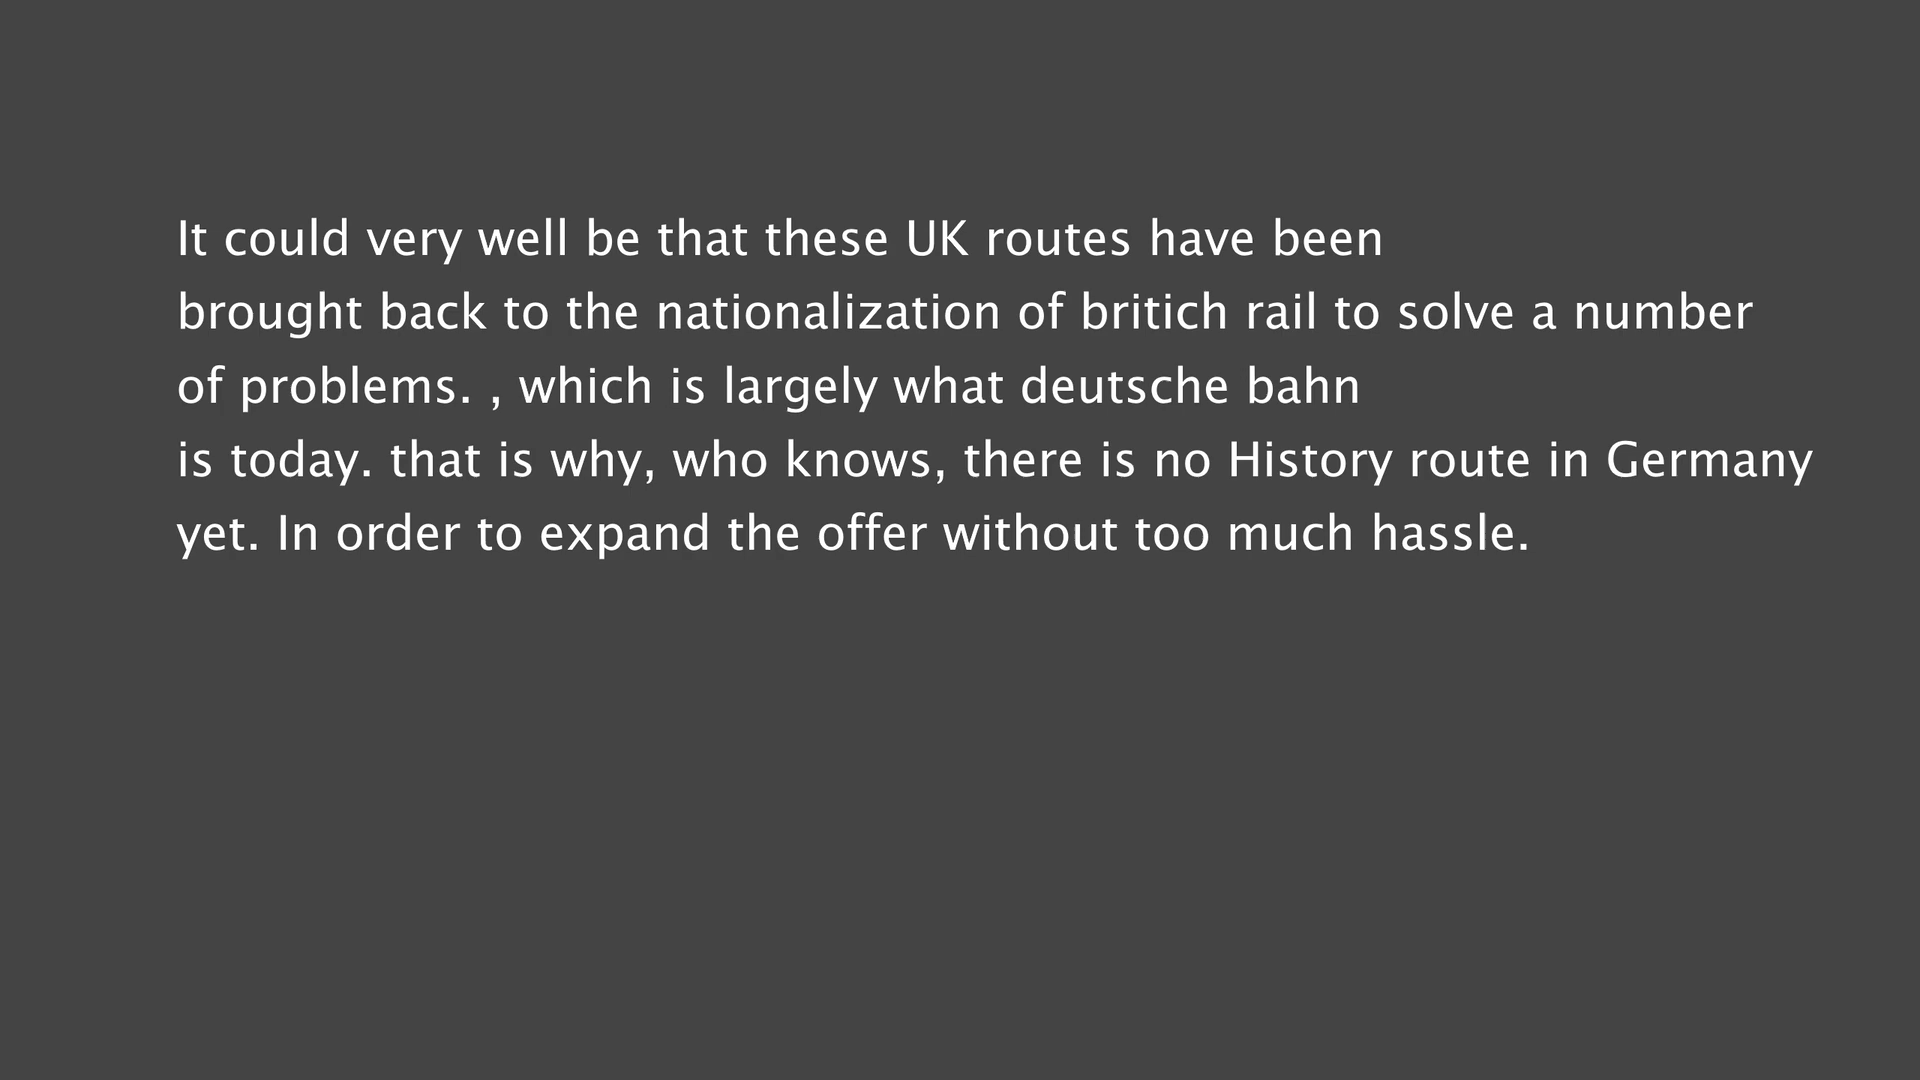 It could very well be that these UK routes have been
brought back to the nationalization of britich rail to solve a number
of problems. , which is largely what deutsche bahn
is today. that is why, who knows, there is no History route in Germany
yet. In order to expand the offer without too much hassle.